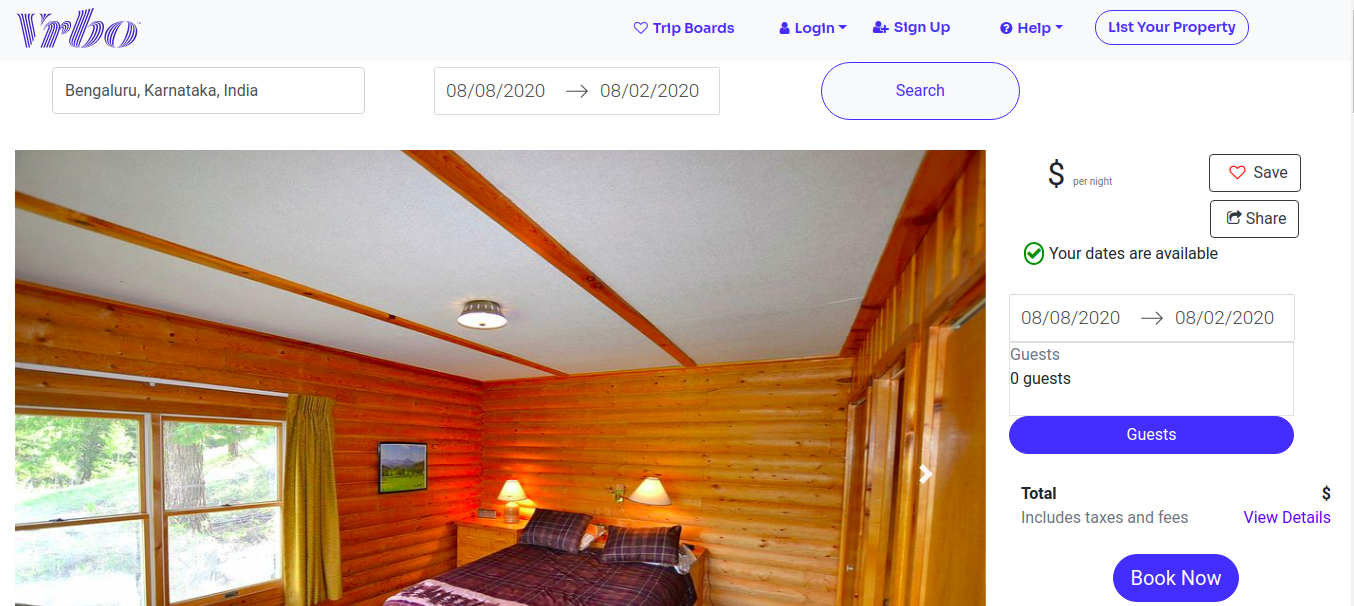 Vrbo Trip Boards Login Sign Up Help List Your Property
Bengaluru, Karnataka, India 08/08/2020 → 08/02/2020 Search
$ per night Save
Share
Your dates are available
08/08/2020 → 08/02/2020
Guests
0 guests
Guests
Total $
Includes taxes and fees View Details
Book Now